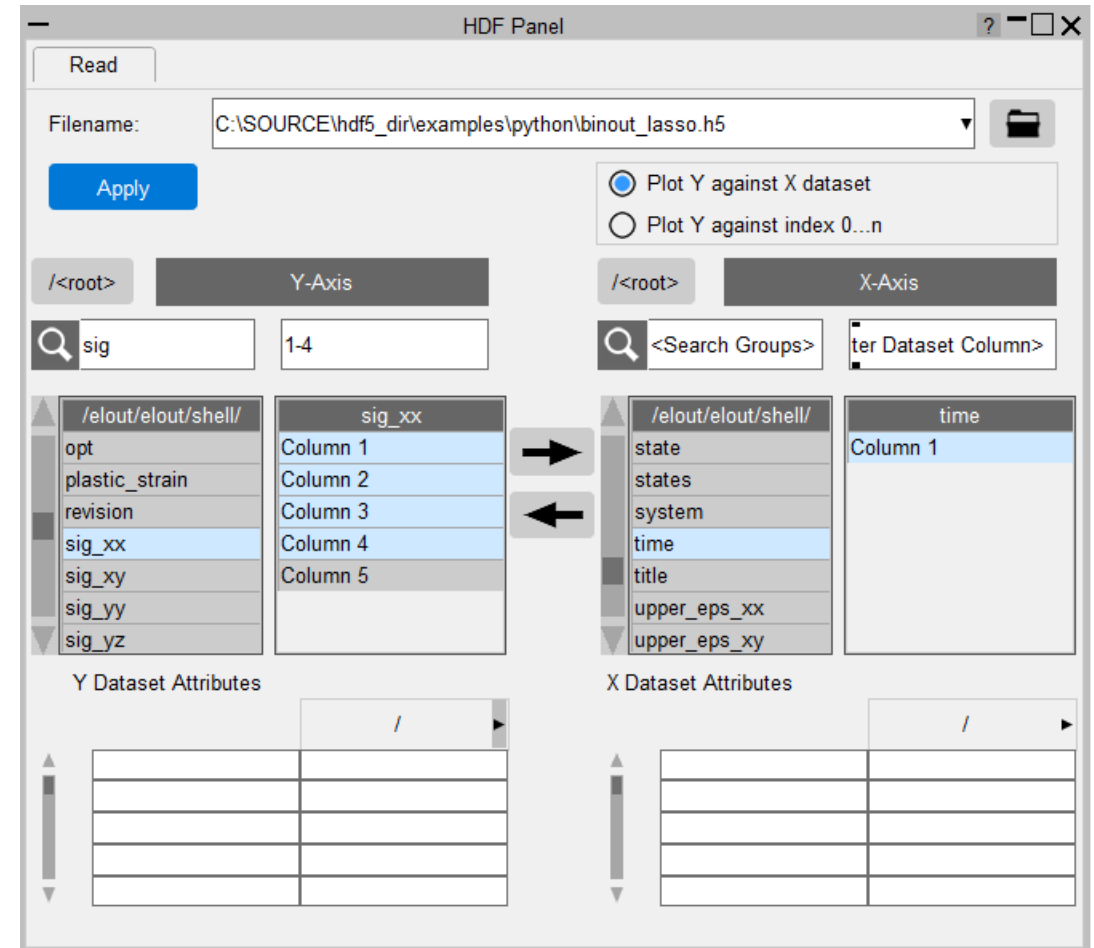 HDF Panel ?
Read
Filename: C:\SOURCE\hdf5_dir\examples\python\binout_lasso.h5
Apply
Plot Y against X dataset
Plot Y against index 0...n
/<root> Y-Axis /<root> X-Axis
sig 1-4 <Search Groups> ter Dataset Column>
/elout/elout/shell/ sig_xx /elout/elout/shell/ time
opt Column 1 state Column 1
plastic_strain Column 2 states
revision Column 3 system
sig_xx Column 4 time
sig_xy Column 5 title
sig_yy upper_eps_xx
sig_yz upper_eps_xy
Y Dataset Attributes X Dataset Attributes
/ /